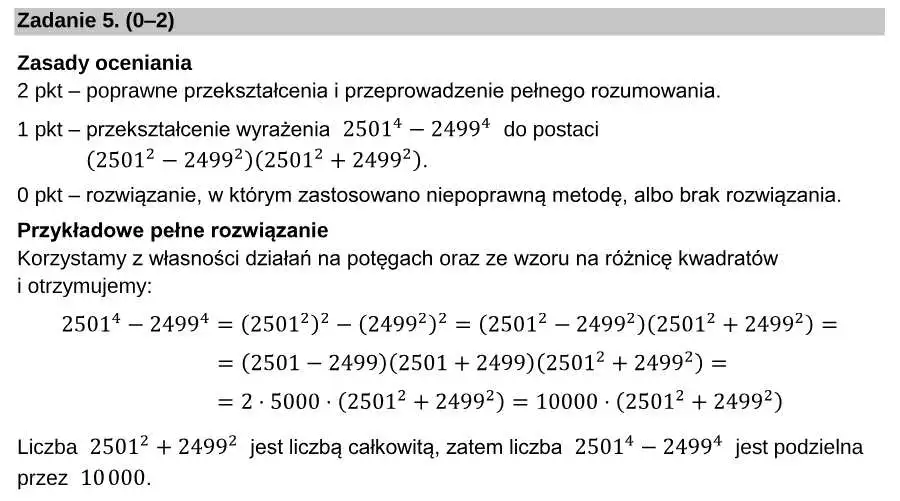 Zadanie 5. (0–2)
Zasady oceniania
2 pkt – poprawne przekształcenia i przeprowadzenie pełnego rozumowania.
1 pkt – przekształcenie wyrażenia 2501⁴ − 2499⁴ do postaci
(2501² − 2499²)(2501² + 2499²).
0 pkt – rozwiązanie, w którym zastosowano niepoprawną metodę, albo brak rozwiązania.
Przykładowe pełne rozwiązanie
Korzystamy z własności działań na potęgach oraz ze wzoru na różnicę kwadratów
i otrzymujemy:
2501⁴ − 2499⁴ = (2501²)² − (2499²)² = (2501² − 2499²)(2501² + 2499²) =
= (2501 − 2499)(2501 + 2499)(2501² + 2499²) =
= 2 · 5000 · (2501² + 2499²) = 10000 · (2501² + 2499²)
Liczba 2501² + 2499² jest liczbą całkowitą, zatem liczba 2501⁴ − 2499⁴ jest podzielna
przez 10 000.